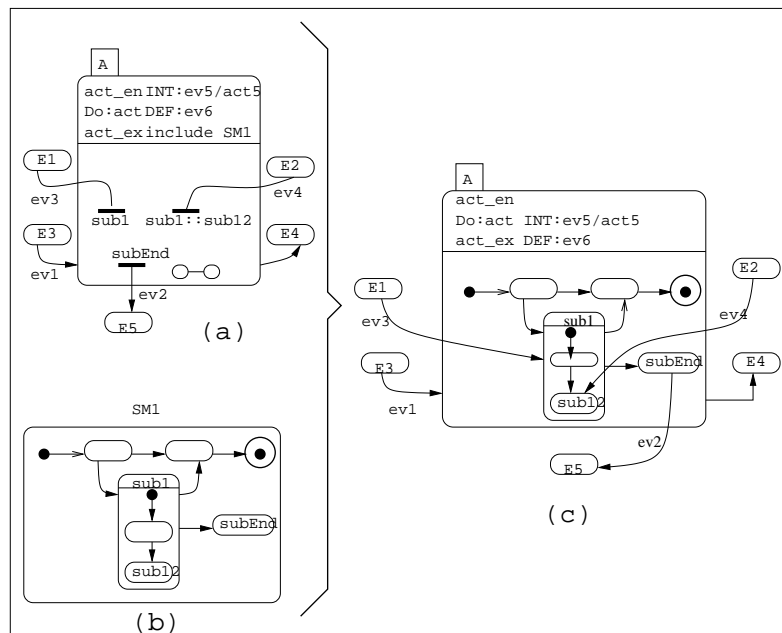 A
act_en INT:ev5/act5
Do:act DEF:ev6
act_ex include SM1
E1
E2
ev3
ev4
sub1
sub1::sub12
E3
E4
subEnd
ev1
ev2
E5
(a)
SM1
sub1
subEnd
sub12
(b)
A
act_en
Do:act INT:ev5/act5
act_ex DEF:ev6
E1
E2
ev3
sub1
ev4
E3
subEnd
E4
ev1
sub12
ev2
E5
(c)